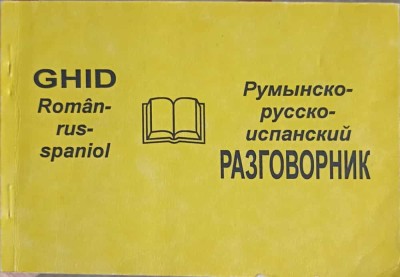 GHID
Român-
rus-
spaniol
Румынско-
русско-
испанский
РАЗГОВОРНИК